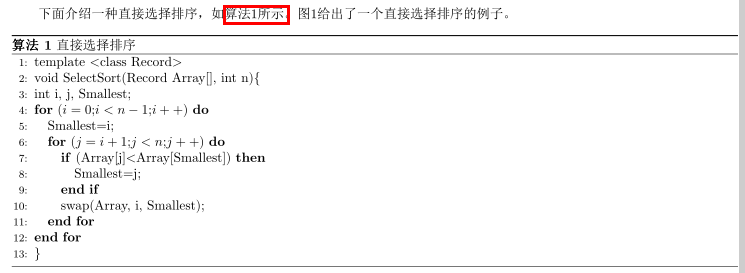 下面介绍一种直接选择排序，如算法1所示。图1给出了一个直接选择排序的例子。
算法 1 直接选择排序
1: template <class Record>
2: void SelectSort(Record Array[], int n){
3: int i, j, Smallest;
4: for (i = 0;i < n − 1;i + +) do
5: Smallest=i;
6: for (j = i + 1;j < n;j + +) do
7: if (Array[j]<Array[Smallest]) then
8: Smallest=j;
9: end if
10: swap(Array, i, Smallest);
11: end for
12: end for
13: }